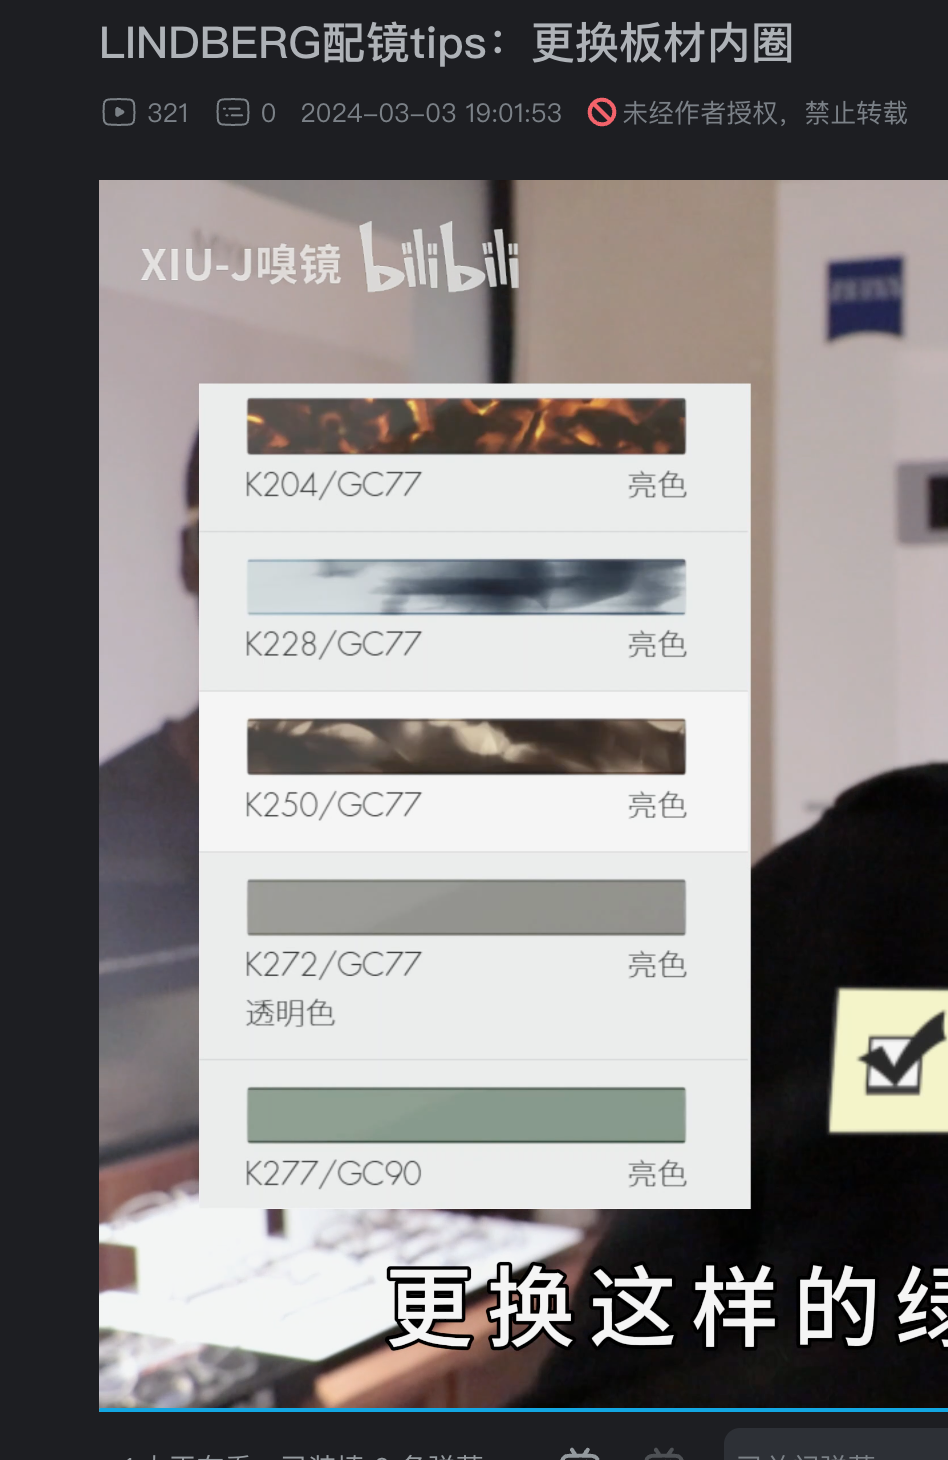 LINDBERG配镜tips：更换板材内圈
321 0 2024-03-03 19:01:53 未经作者授权，禁止转载
XIU-J嗅镜 bilibili
K204/GC77 亮色
K228/GC77 亮色
K250/GC77 亮色
K272/GC77 亮色
透明色
K277/GC90 亮色
更换这样的